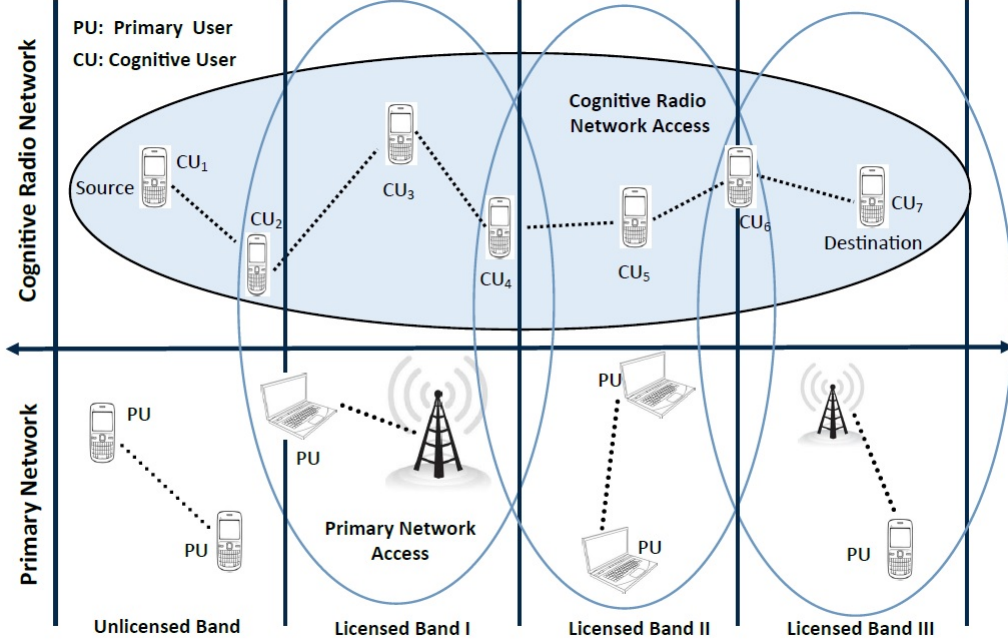 PU: Primary User
CU: Cognitive User
Cognitive Radio Network
Cognitive Radio
Network Access
Source
CU₁
CU₂
CU₃
CU₄
CU₅
CU₆
CU₇
Destination
Primary Network
PU
PU
PU
Primary Network
Access
PU
PU
PU
Unlicensed Band
Licensed Band I
Licensed Band II
Licensed Band III